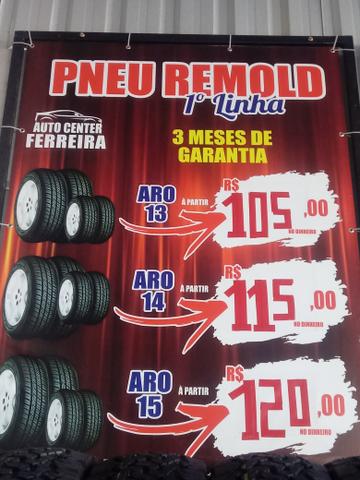 PNEU REMOLD
1º Linha
AUTO CENTER
FERREIRA
3 MESES DE
GARANTIA
ARO
13
À PARTIR
R$
105,00
NO DINHEIRO
ARO
14
À PARTIR
R$
115,00
NO DINHEIRO
ARO
15
À PARTIR
R$
120,00
NO DINHEIRO